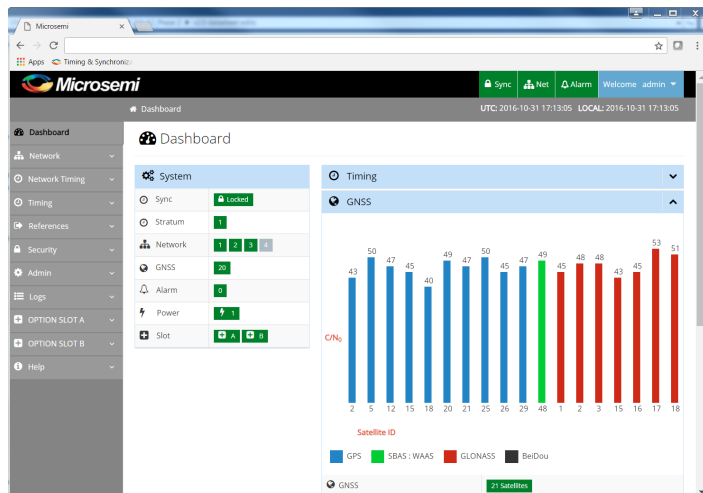 Microsemi
Apps Timing & Synchroniz
Microsemi
Sync Net Alarm Welcome admin
Dashboard
UTC: 2016-10-31 17:13:05 LOCAL: 2016-10-31 17:13:05
Dashboard
Network
Network Timing
Timing
References
Security
Admin
Logs
OPTION SLOT A
OPTION SLOT B
Help
Dashboard
System
Sync Locked
Stratum 1
Network 1 2 3 4
GNSS 20
Alarm 0
Power 1
Slot A B
Timing
GNSS
43 50 47 45 40 49 47 50 45 47 49 45 48 48 43 45 53 51
C/N0
2 5 12 15 18 20 21 25 26 29 48 1 2 3 15 16 17 18
Satellite ID
GPS SBAS : WAAS GLONASS BeiDou
GNSS 21 Satellites